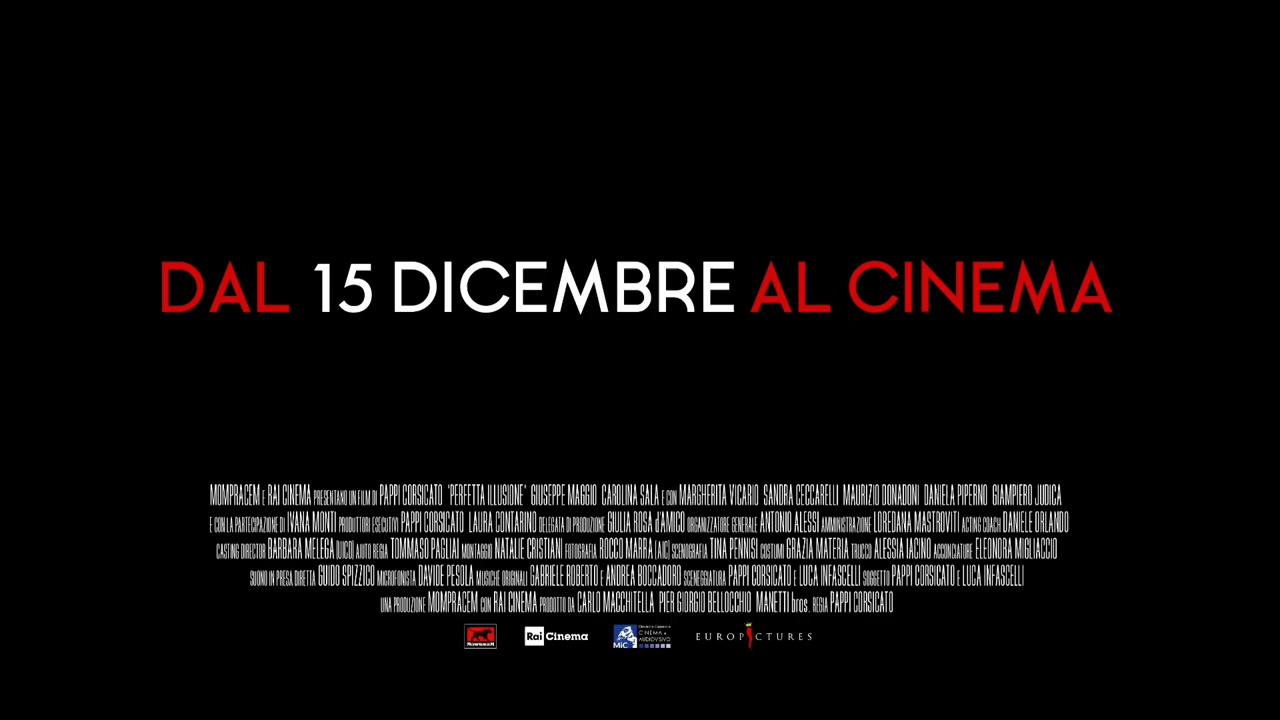 DAL 15 DICEMBRE AL CINEMA
MOMPRACEM E RAI CINEMA PRESENTANO UN FILM DI PAPPI CORSICATO "PERFETTA ILLUSIONE" GIUSEPPE MAGGIO CAROLINA SALA E CON MARGHERITA VICARIO SANDRA CECCARELLI MAURIZIO DONADONI DANIELA PIPERNO GIAMPIERO JUDICA
E CON LA PARTECIPAZIONE DI IVANA MONTI PRODUTTORI ESECUTIVI PAPPI CORSICATO LAURA CONTARINO DELEGATA DI PRODUZIONE GIULIA ROSA d'AMICO ORGANIZZATORE GENERALE ANTONIO ALESSI AMMINISTRAZIONE LOREDANA MASTROVITI ACTING COACH DANIELE ORLANDO
CASTING DIRECTOR BARBARA MELEGA (UICD) AIUTO REGIA TOMMASO PAGLIAI MONTAGGIO NATALIE CRISTIANI FOTOGRAFIA ROCCO MARRA (AIC) SCENOGRAFIA TINA PENNISI COSTUMI GRAZIA MATERIA TRUCCO ALESSIA IACINO ACCONCIATURE ELEONORA MIGLIACCIO
SUONO IN PRESA DIRETTA GUIDO SPIZZICO MICROFONISTA DAVIDE PESOLA MUSICHE ORIGINALI GABRIELE ROBERTO E ANDREA BOCCADORO SCENEGGIATURA PAPPI CORSICATO E LUCA INFASCELLI SOGGETTO PAPPI CORSICATO E LUCA INFASCELLI
UNA PRODUZIONE MOMPRACEM CON RAI CINEMA PRODOTTO DA CARLO MACCHITELLA PIER GIORGIO BELLOCCHIO MANETTI bros. REGIA PAPPI CORSICATO
MOMPRACEM Rai Cinema MiC CINEMA e AUDIOVISIVO EUROPICTURES